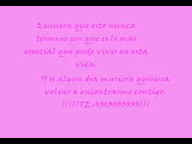 Quisiera que esto nunca
termine por que es lo mas
especial que pude vivir en esta
vida.
Y si algun dia muriera quisiera
volver a encontrarme contigo.
!!!!!TE AMOOOOOO!!!